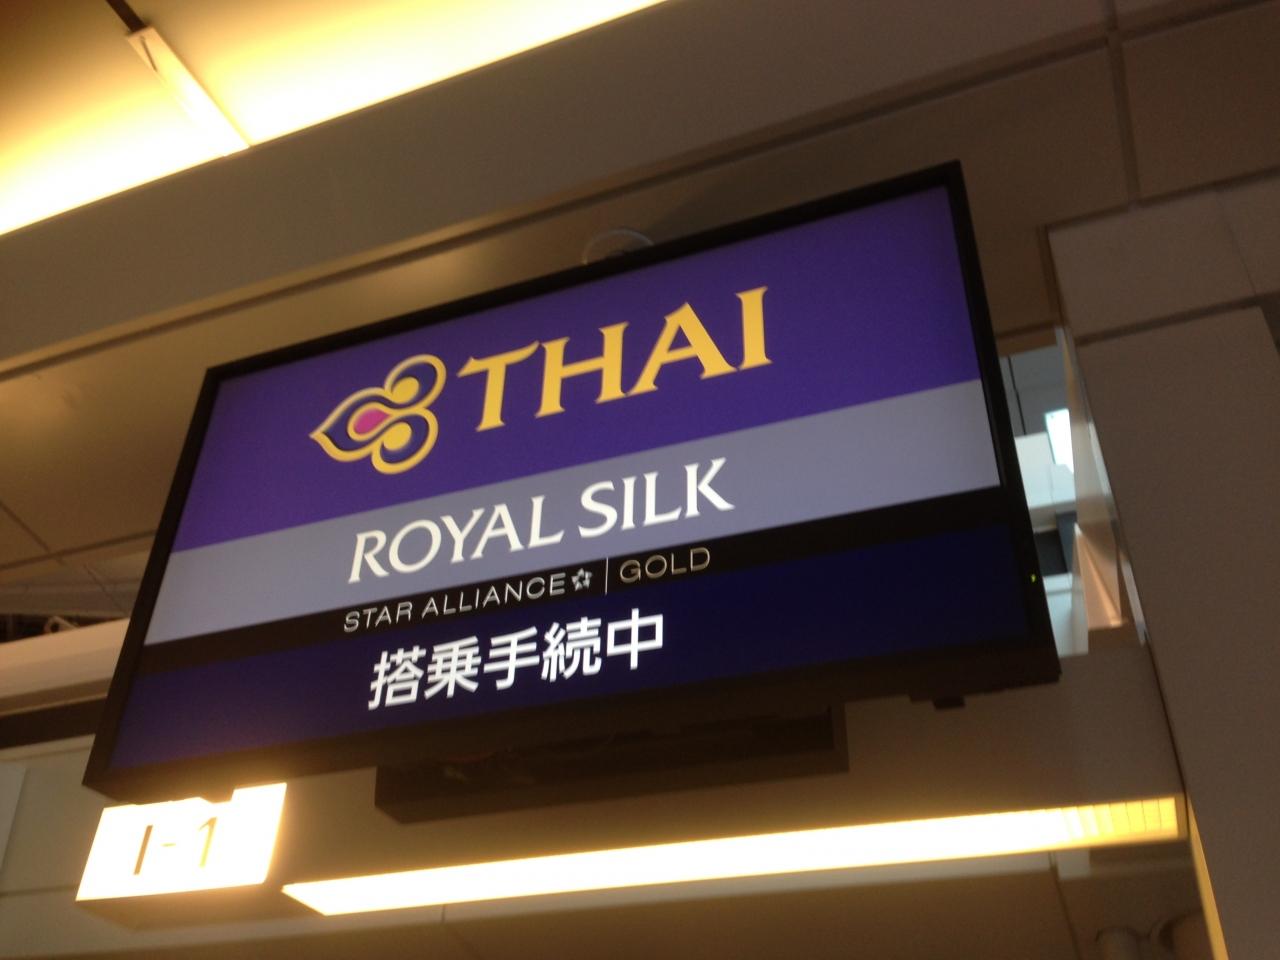 THAI
ROYAL SILK
STAR ALLIANCE | GOLD
搭乗手続中
I-1